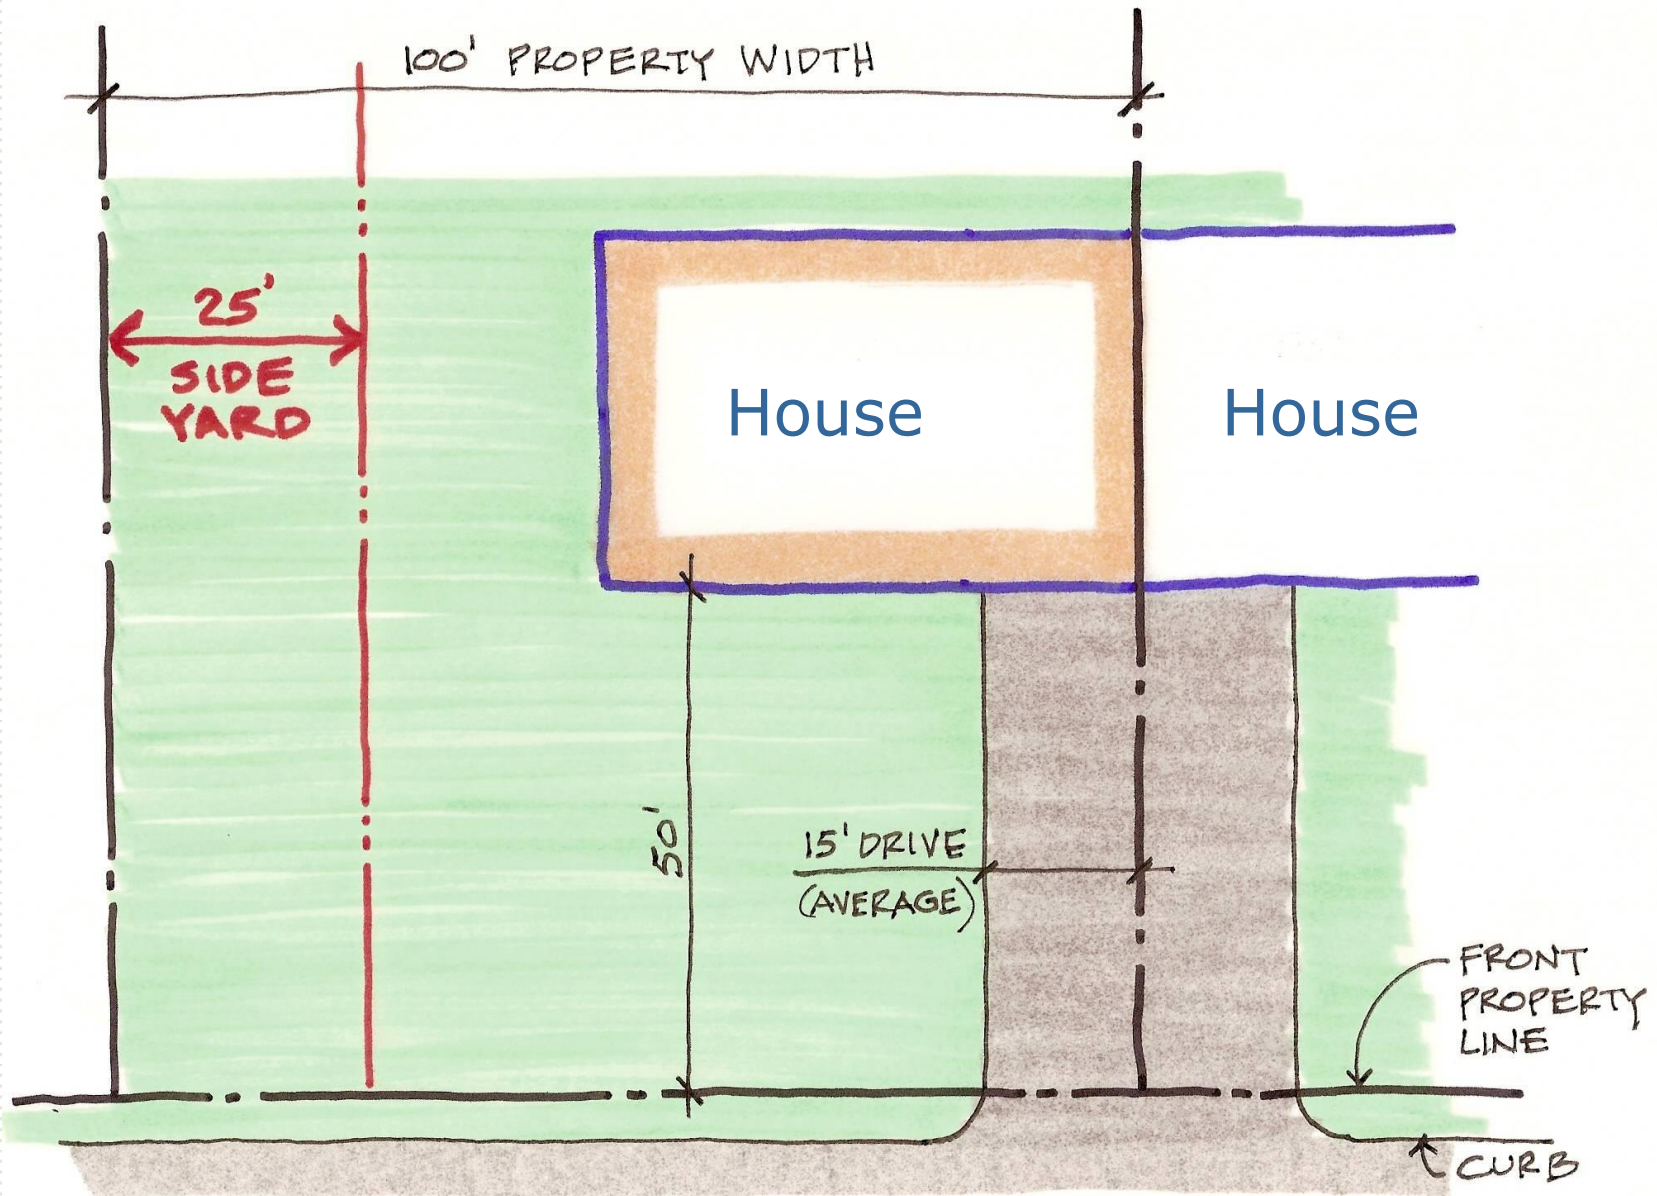 100' PROPERTY WIDTH
25'
SIDE
YARD
House
House
50'
15' DRIVE
(AVERAGE)
FRONT
PROPERTY
LINE
CURB